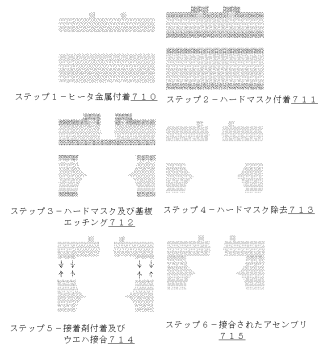 ステップ1−ヒータ金属付着710
ステップ2−ハードマスク付着711
ステップ3−ハードマスク及び基板
エッチング712
ステップ4−ハードマスク除去713
ステップ5−接着剤付着及び
ウエハ接合714
ステップ6−接合されたアセンブリ
715